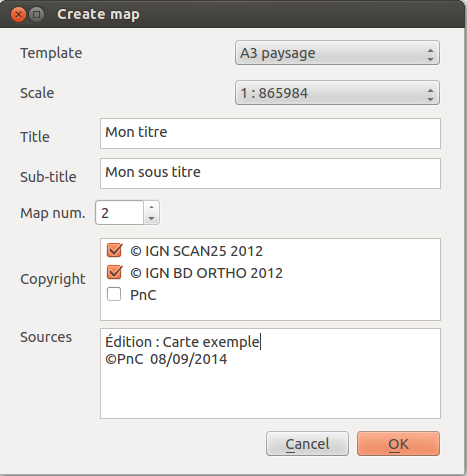 Create map
Template A3 paysage
Scale 1 : 865984
Title Mon titre
Sub-title Mon sous titre
Map num. 2
Copyright
© IGN SCAN25 2012
© IGN BD ORTHO 2012
PnC
Sources
Édition : Carte exemple
©PnC 08/09/2014
Cancel OK